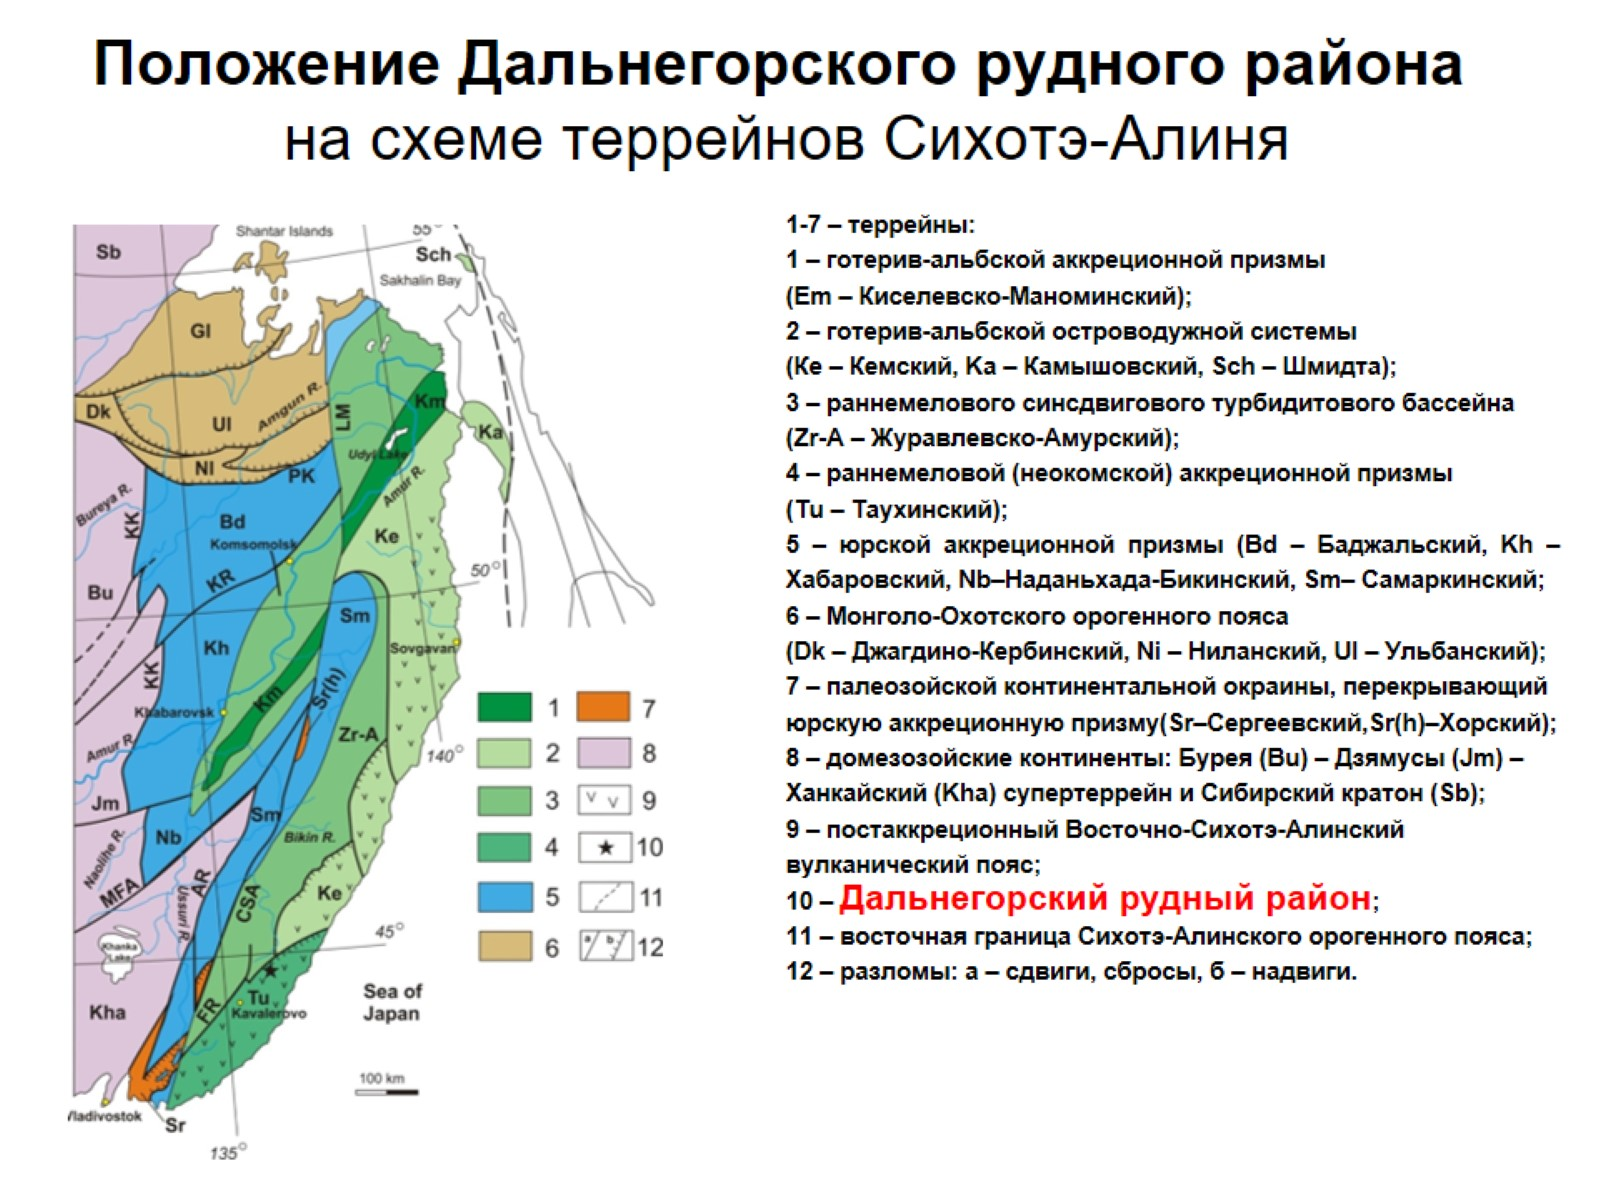 Положение Дальнегорского рудного района
на схеме террейнов Сихотэ-Алиня
1-7 – террейны:
1 – готерив-альбской аккреционной призмы
(Em – Киселевско-Маноминский);
2 – готерив-альбской островодужной системы
(Ке – Кемский, Ka – Камышовский, Sch – Шмидта);
3 – раннемелового синсдвигового турбидитового бассейна
(Zr-A – Журавлевско-Амурский);
4 – раннемеловой (неокомской) аккреционной призмы
(Tu – Таухинский);
5 – юрской аккреционной призмы (Bd – Баджальский, Kh –
Хабаровский, Nb–Наданьхада-Бикинский, Sm– Самаркинский;
6 – Монголо-Охотского орогенного пояса
(Dk – Джагдино-Кербинский, Ni – Ниланский, Ul – Ульбанский);
7 – палеозойской континентальной окраины, перекрывающий
юрскую аккреционную призму(Sr–Сергеевский,Sr(h)–Хорский);
8 – домезозойские континенты: Бурея (Bu) – Дзямусы (Jm) –
Ханкайский (Kha) супертеррейн и Сибирский кратон (Sb);
9 – постаккреционный Восточно-Сихотэ-Алинский
вулканический пояс;
10 – Дальнегорский рудный район;
11 – восточная граница Сихотэ-Алинского орогенного пояса;
12 – разломы: а – сдвиги, сбросы, б – надвиги.
Shantar Islands
55°
Sb
Sch
Sakhalin Bay
Gl
Dk
Ul
Amgun R.
LM
Km
Ka
Udyl Lake
Nl
PK
Amur R.
Bureya R.
KK
Bd
Ke
Komsomolsk
50°
KR
Bu
Sm
Kh
Sovgavan
KK
Sr(h)
Km
Khabarovsk
Zr-A
Amur R.
140°
Jm
Sm
Nb
Bikin R.
Naolihe R.
MFA
AR
Ussuri R.
CSA
Ke
45°
Khanka
Lake
Tu
Kavalerovo
FR
Kha
Sea of
Japan
100 km
Vladivostok
Sr
135°
1
7
2
8
3
v v
9
4
10
5
11
6
a
b
12